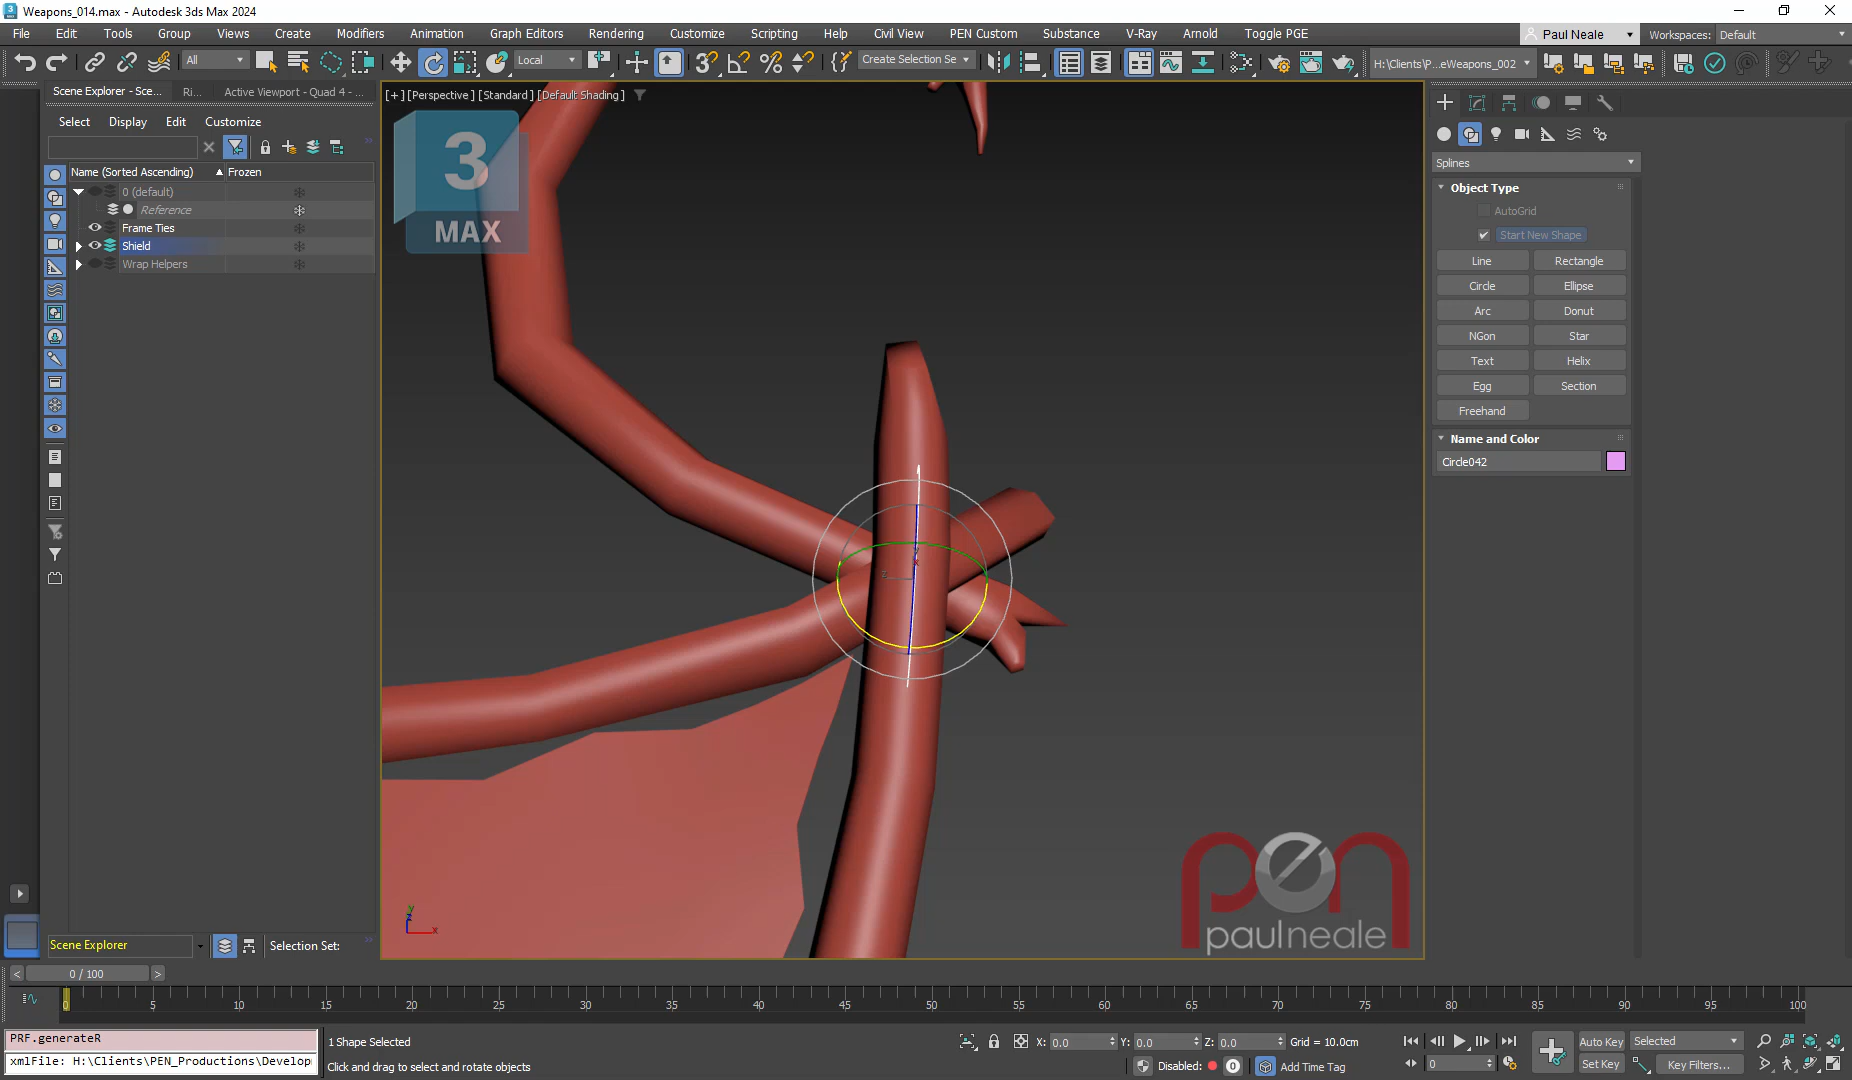 Weapons_014.max - Autodesk 3ds Max 2024
File Edit Tools Group Views Create Modifiers Animation Graph Editors Rendering Customize Scripting Help Civil View PEN Custom Substance V-Ray Arnold Toggle PGE Paul Neale Workspaces: Default
All Local Create Selection Se H:\Clients\P...eWeapons_002
Scene Explorer - Sce... Ri... Active Viewport - Quad 4 - ...
[+] [Perspective] [Standard] [Default Shading]
Select Display Edit Customize
Name (Sorted Ascending) Frozen
0 (default)
Reference
Frame Ties
Shield
Wrap Helpers
3
MAX
Splines
Object Type
AutoGrid
Start New Shape
Line Rectangle
Circle Ellipse
Arc Donut
NGon Star
Text Helix
Egg Section
Freehand
Name and Color
Circle042
pen
paulneale
Scene Explorer Selection Set:
0 / 100
0 5 10 15 20 25 30 35 40 45 50 55 60 65 70 75 80 85 90 95 100
PRF.generateR
xmlFile: H:\Clients\PEN_Productions\Develop
1 Shape Selected
Click and drag to select and rotate objects
X: 0.0 Y: 0.0 Z: 0.0 Grid = 10.0cm
Disabled: 0 Add Time Tag
0
Auto Key Selected
Set Key Key Filters...